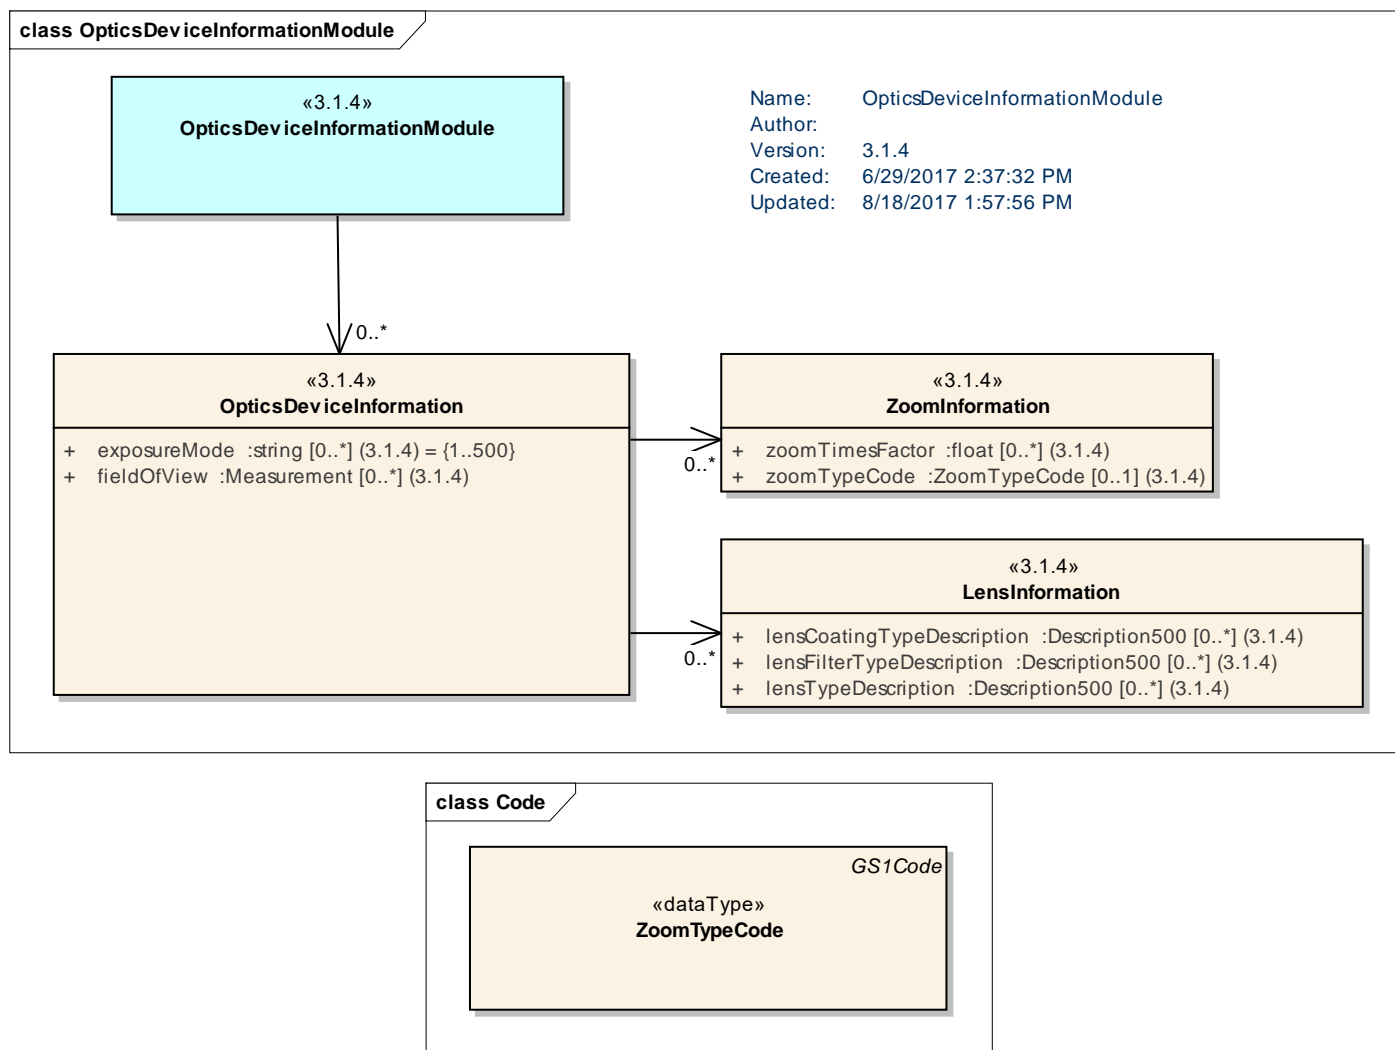 class OpticsDeviceInformationModule
«3.1.4»
OpticsDeviceInformationModule
Name: OpticsDeviceInformationModule
Author:
Version: 3.1.4
Created: 6/29/2017 2:37:32 PM
Updated: 8/18/2017 1:57:56 PM
0..*
«3.1.4»
OpticsDeviceInformation
+ exposureMode :string [0..*] (3.1.4) = {1..500}
+ fieldOfView :Measurement [0..*] (3.1.4)
0..*
«3.1.4»
ZoomInformation
+ zoomTimesFactor :float [0..*] (3.1.4)
+ zoomTypeCode :ZoomTypeCode [0..1] (3.1.4)
0..*
«3.1.4»
LensInformation
+ lensCoatingTypeDescription :Description500 [0..*] (3.1.4)
+ lensFilterTypeDescription :Description500 [0..*] (3.1.4)
+ lensTypeDescription :Description500 [0..*] (3.1.4)
class Code
GS1Code
«dataType»
ZoomTypeCode